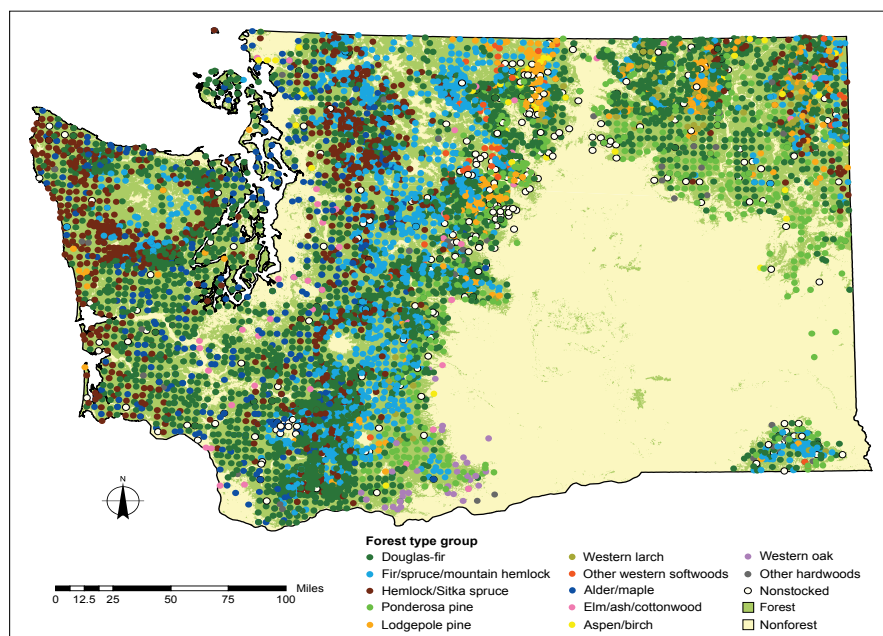 N
Miles
0 12.5 25 50 75 100
Forest type group
Douglas-fir
Fir/spruce/mountain hemlock
Hemlock/Sitka spruce
Ponderosa pine
Lodgepole pine
Western larch
Other western softwoods
Alder/maple
Elm/ash/cottonwood
Aspen/birch
Western oak
Other hardwoods
Nonstocked
Forest
Nonforest